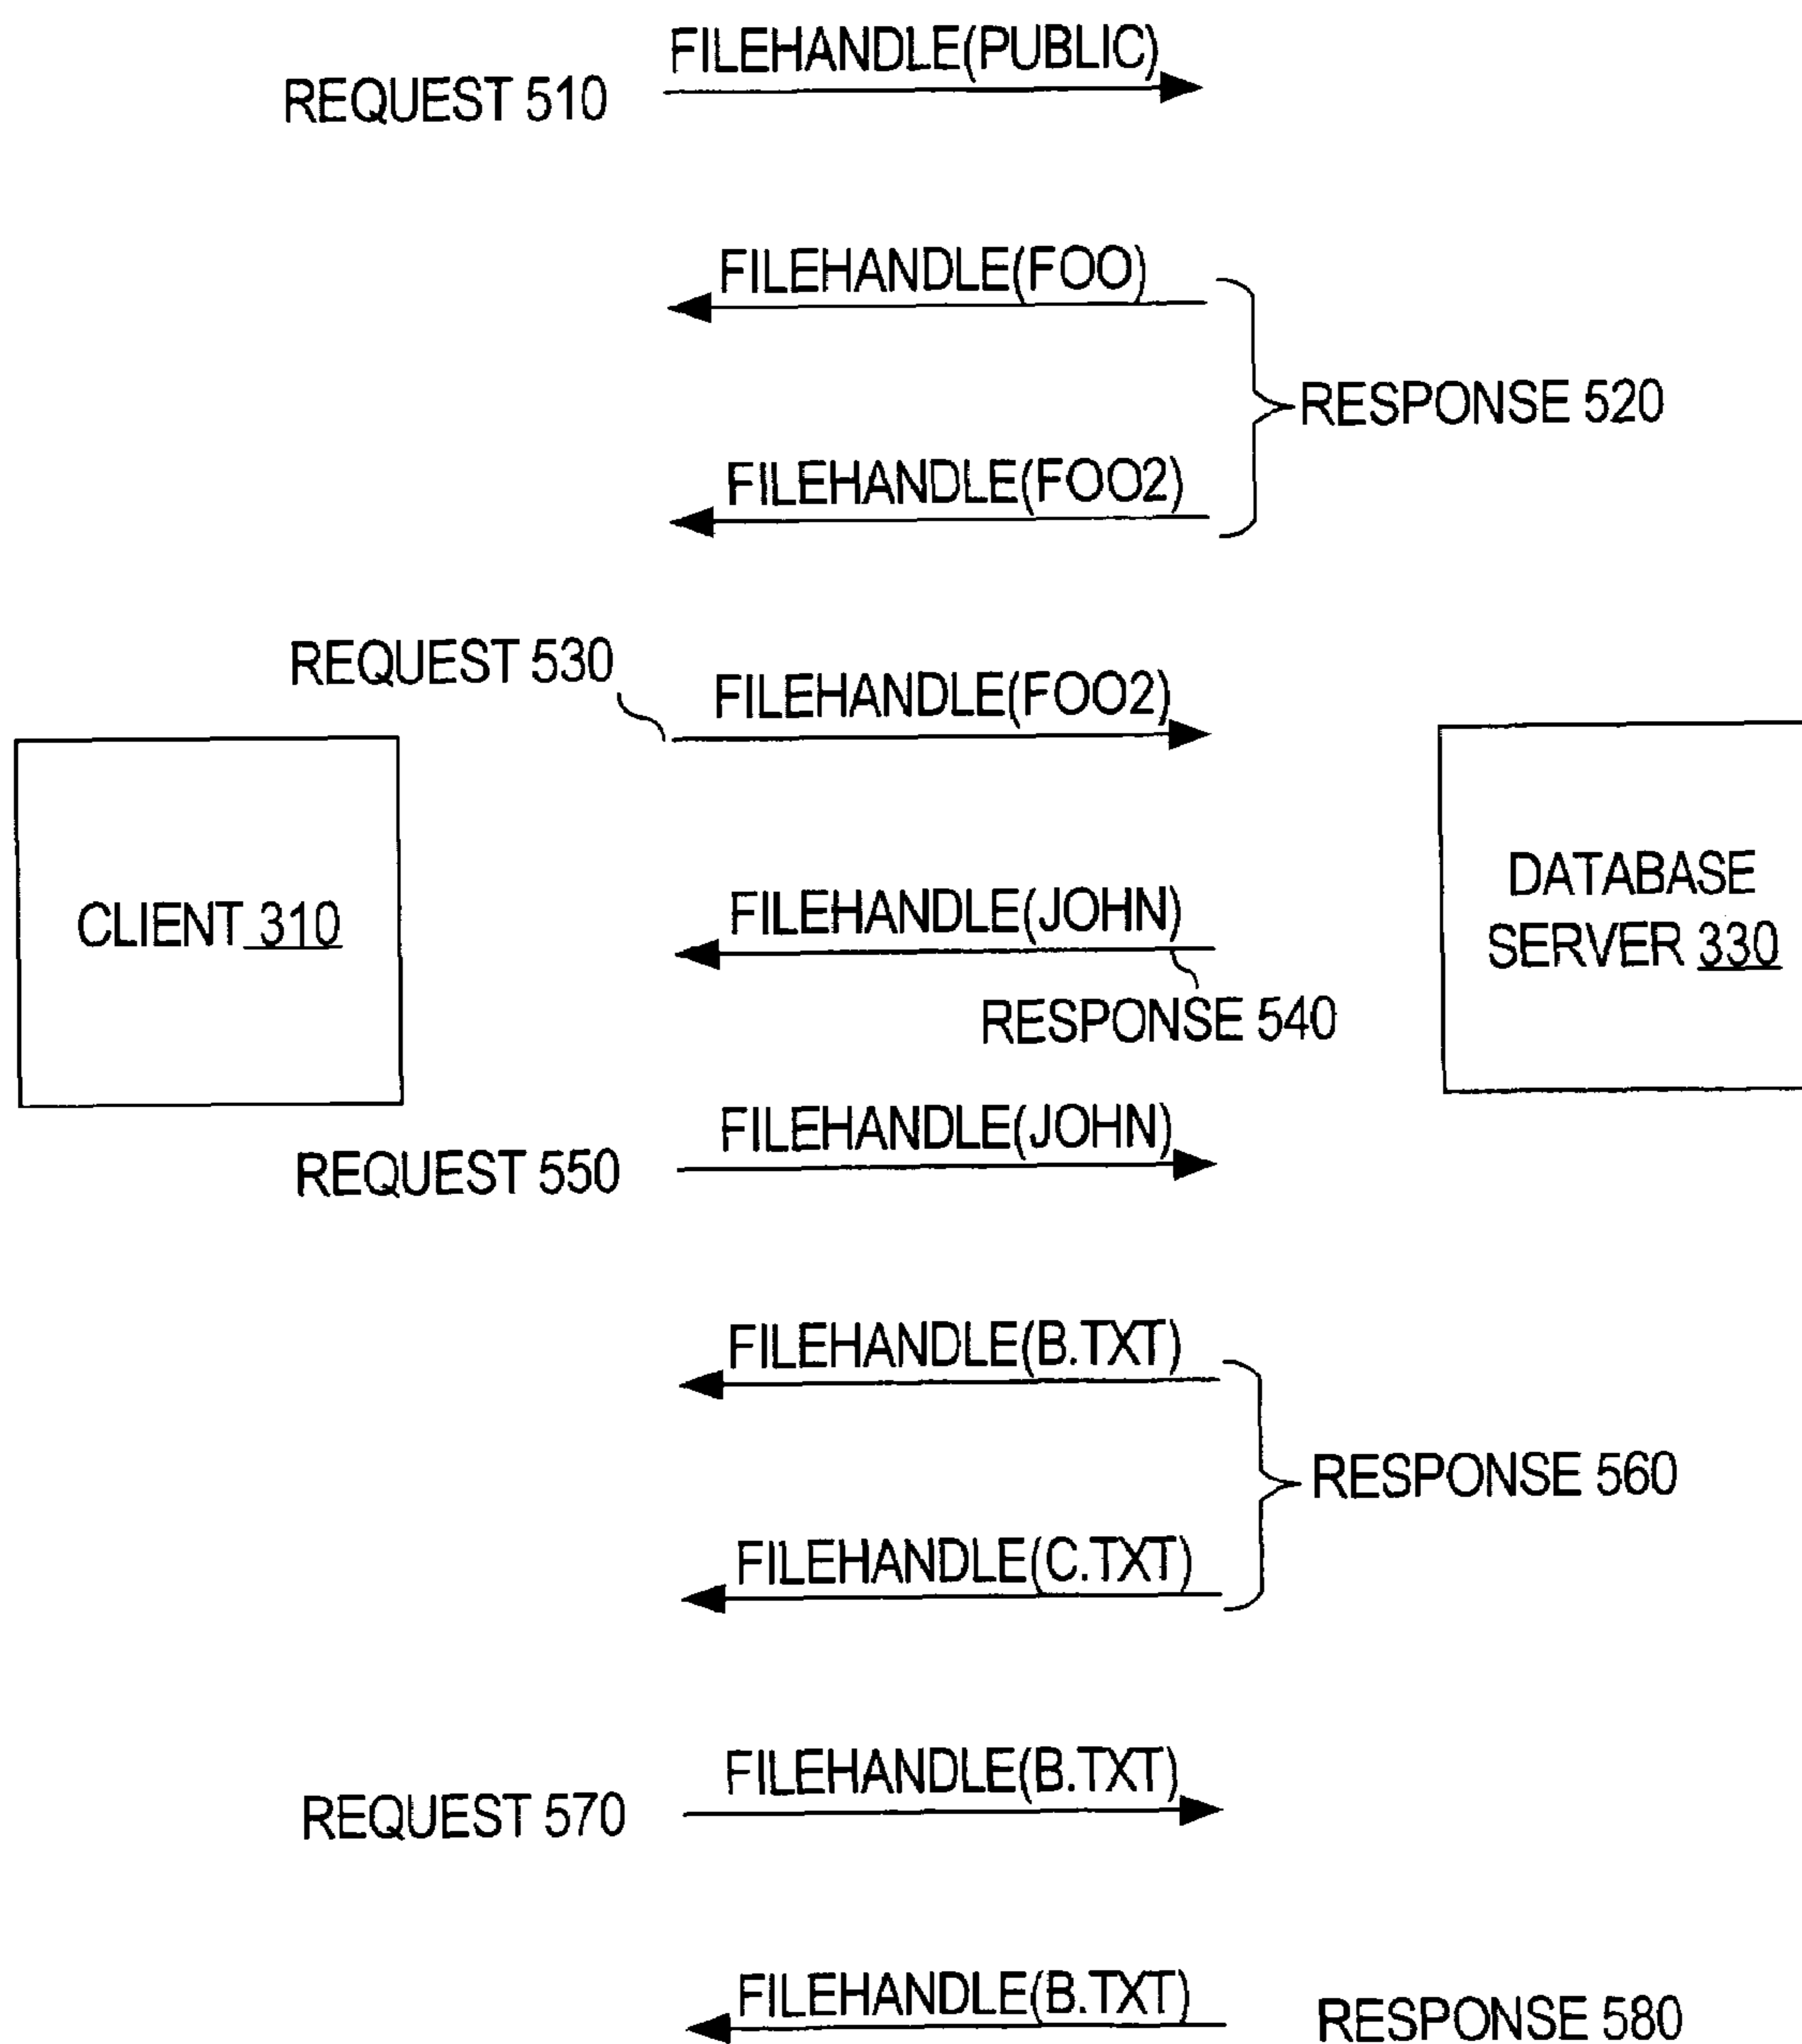 FILEHANDLE(PUBLIC)
REQUEST 510
FILEHANDLE(FOO)
RESPONSE 520
FILEHANDLE(FOO2)
REQUEST 530
FILEHANDLE(FOO2)
CLIENT 310
DATABASE
SERVER 330
FILEHANDLE(JOHN)
RESPONSE 540
FILEHANDLE(JOHN)
REQUEST 550
FILEHANDLE(B.TXT)
RESPONSE 560
FILEHANDLE(C.TXT)
FILEHANDLE(B.TXT)
REQUEST 570
FILEHANDLE(B.TXT)
RESPONSE 580